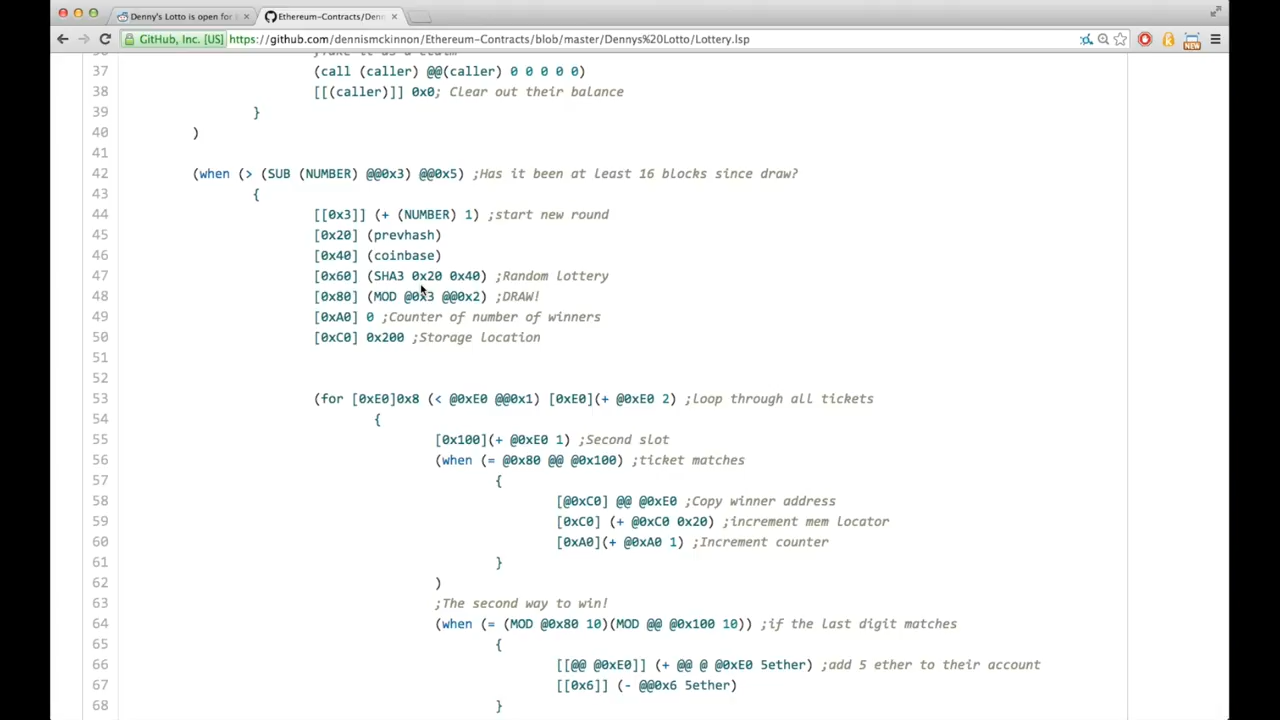 Denny's Lotto is open for
Ethereum-Contracts/Denn
GitHub, Inc. [US] https://github.com/dennismckinnon/Ethereum-Contracts/blob/master/Dennys%20Lotto/Lottery.lsp
NEW
37 (call (caller) @@(caller) 0 0 0 0 0)
38 [[(caller)]] 0x0; Clear out their balance
39 }
40 )
41
42 (when (> (SUB (NUMBER) @@0x3) @@0x5) ;Has it been at least 16 blocks since draw?
43 {
44 [[0x3]] (+ (NUMBER) 1) ;start new round
45 [0x20] (prevhash)
46 [0x40] (coinbase)
47 [0x60] (SHA3 0x20 0x40) ;Random lottery
48 [0x80] (MOD @0x3 @@0x2) ;DRAW!
49 [0xA0] 0 ;Counter of number of winners
50 [0xC0] 0x200 ;Storage location
51
52
53 (for [0xE0]0x8 (< @0xE0 @@0x1) [0xE0](+ @0xE0 2) ;loop through all tickets
54 {
55 [0x100](+ @0xE0 1) ;Second slot
56 (when (= @0x80 @@ @0x100) ;ticket matches
57 {
58 [@0xC0] @@ @0xE0 ;Copy winner address
59 [0xC0] (+ @0xC0 0x20) ;increment mem locator
60 [0xA0](+ @0xA0 1) ;Increment counter
61 }
62 )
63 ;The second way to win!
64 (when (= (MOD @0x80 10)(MOD @@ @0x100 10)) ;if the last digit matches
65 {
66 [[@@ @0xE0]] (+ @@ @ @0xE0 5ether) ;add 5 ether to their account
67 [[0x6]] (- @@0x6 5ether)
68 }